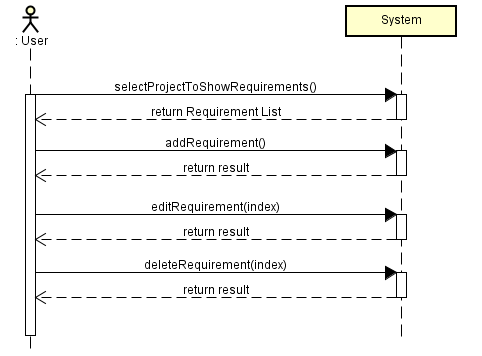 : User
System
selectProjectToShowRequirements()
return Requirement List
addRequirement()
return result
editRequirement(index)
return result
deleteRequirement(index)
return result